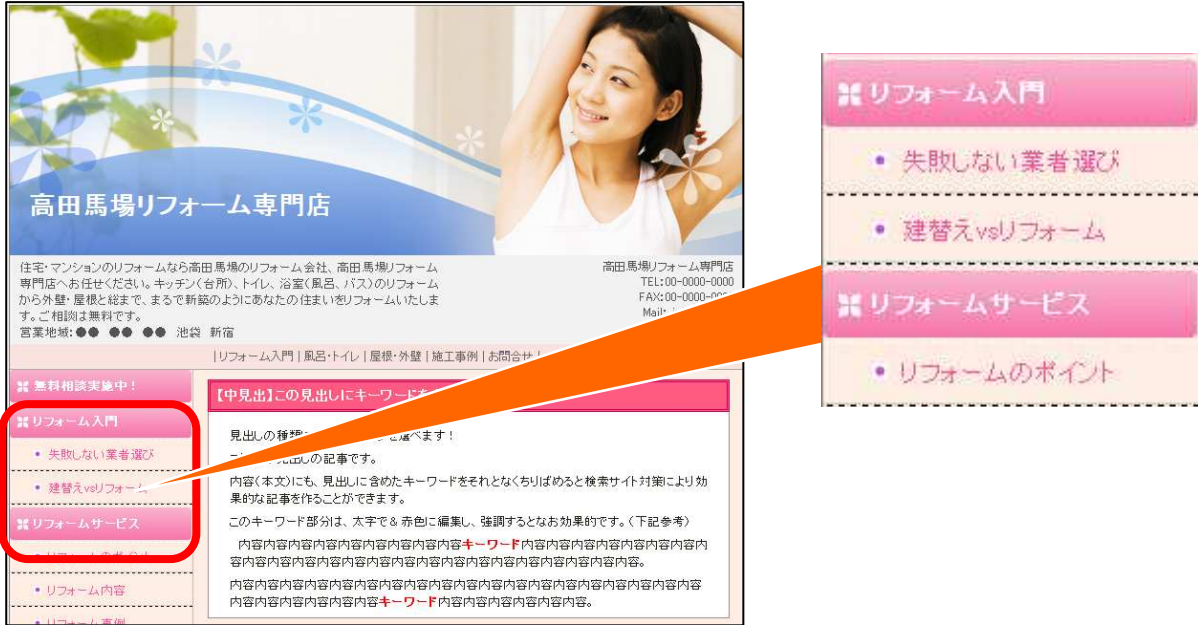 高田馬場リフォーム専門店
住宅・マンションのリフォームなら高田馬場のリフォーム会社、高田馬場リフォーム
専門店へお任せください。キッチン(台所)、トイレ、浴室(風呂、バス)のリフォーム
から外壁・屋根と総まで、まるで新築のようにあなたの住まいをリフォームいたしま
す。ご相談は無料です。
営業地域:●● ●● ●● 池袋 新宿
高田馬場リフォーム専門店
TEL:00-0000-0000
FAX:00-0000-
Mail:
|リフォーム入門|風呂・トイレ|屋根・外壁|施工事例|お問合せ
無料相談実施中!
リフォーム入門
• 失敗しない業者選び
• 建替えvsリフォーム
リフォームサービス
• リフォーム内容
【中見出】この見出しにキーワードを
見出しの種類 を選べます!
見出しの記事です。
内容(本文)にも、見出しに含めたキーワードをそれとなくちりばめると検索サイト対策により効
果的な記事を作ることができます。
このキーワード部分は、太字で&赤色に編集し、強調するとなお効果的です。(下記参考)
内容内容内容内容内容内容内容内容内容キーワード内容内容内容内容内容内容内容内
容内容内容内容内容内容内容内容内容内容内容内容内容内容内容内容内容。
内容内容内容内容内容内容内容内容内容内容内容内容内容内容内容内容内容内容内容
内容内容内容内容内容内容キーワード内容内容内容内容内容内容。
リフォーム入門
• 失敗しない業者選び
• 建替えvsリフォーム
リフォームサービス
• リフォームのポイント